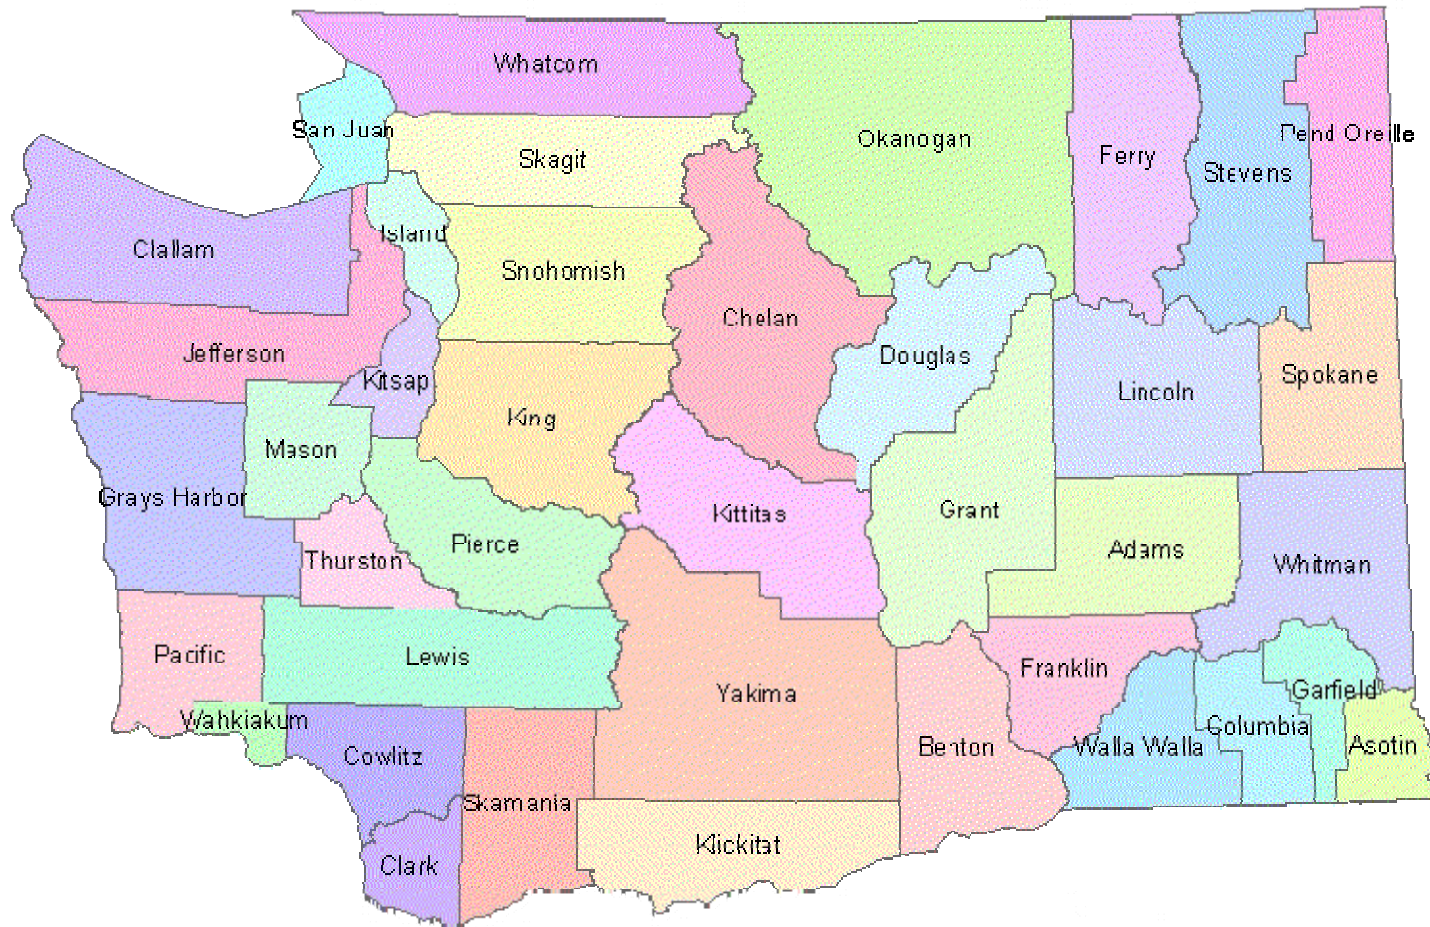 Whatcom
San Juan
Skagit
Okanogan
Ferry
Stevens
Pend Oreille
Clallam
Island
Snohomish
Chelan
Jefferson
Kitsap
King
Douglas
Lincoln
Spokane
Mason
Grays Harbor
Thurston
Pierce
Kittitas
Grant
Adams
Whitman
Pacific
Lewis
Yakima
Franklin
Garfield
Wahkiakum
Cowlitz
Benton
Walla Walla
Columbia
Asotin
Skamania
Klickitat
Clark